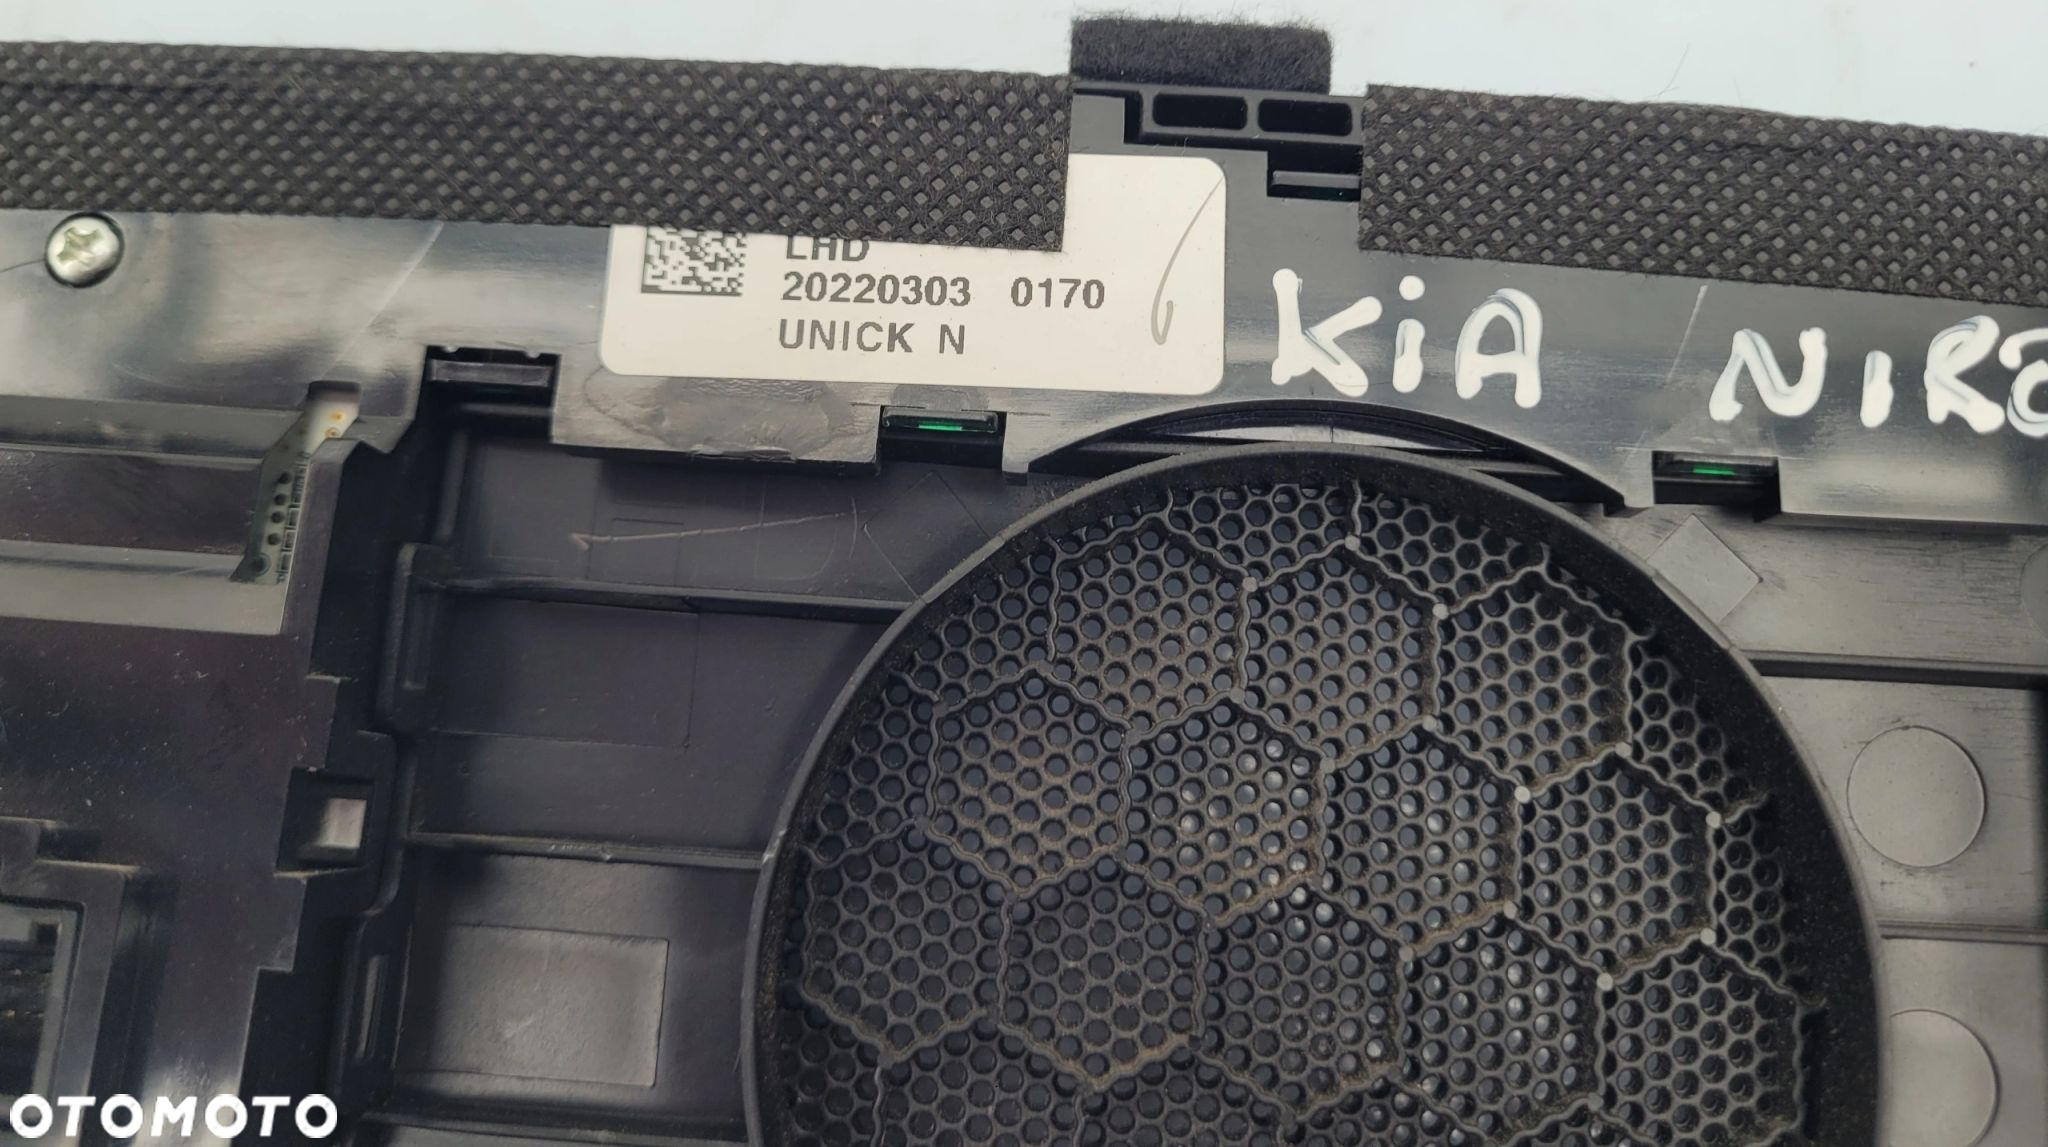 LHD
20220303 0170
UNICK N
KiA NIRO
OTOMOTO